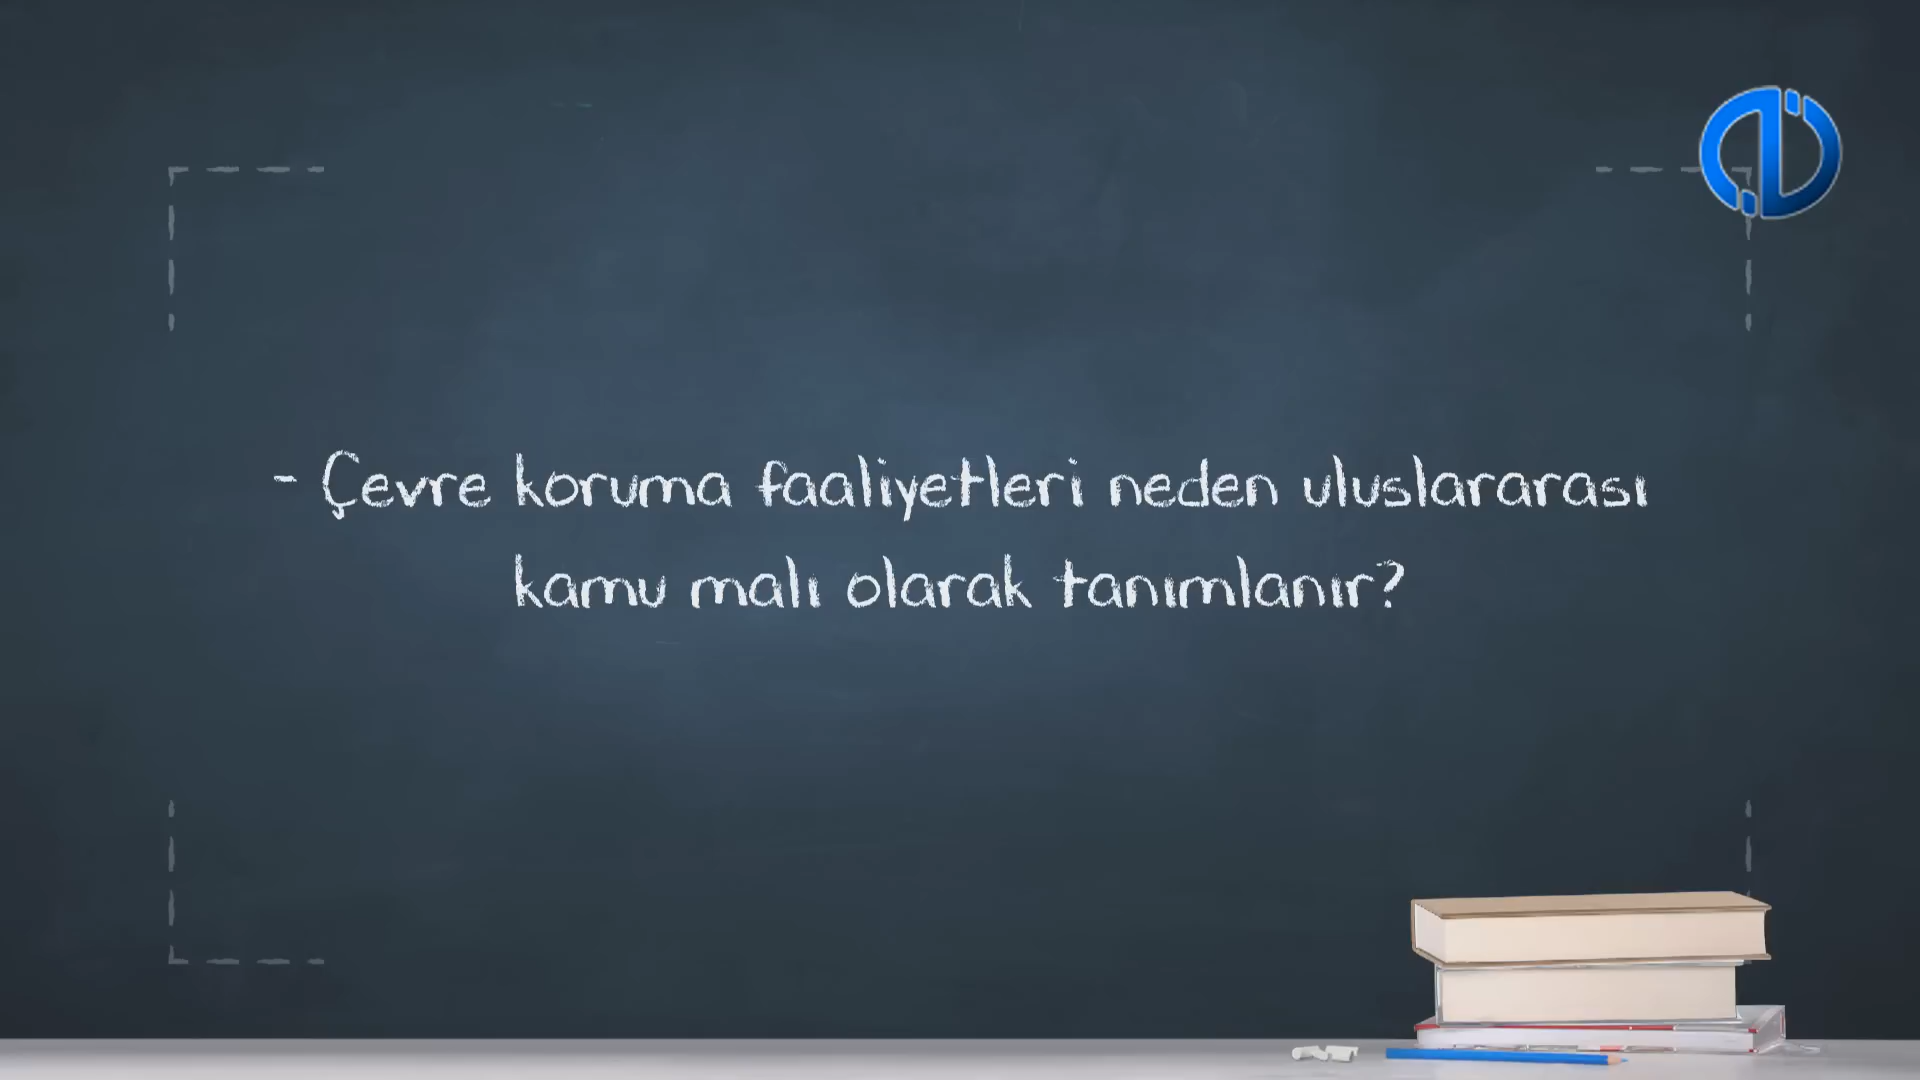 - Çevre koruma faaliyetleri neden uluslararası
kamu malı olarak tanımlanır?